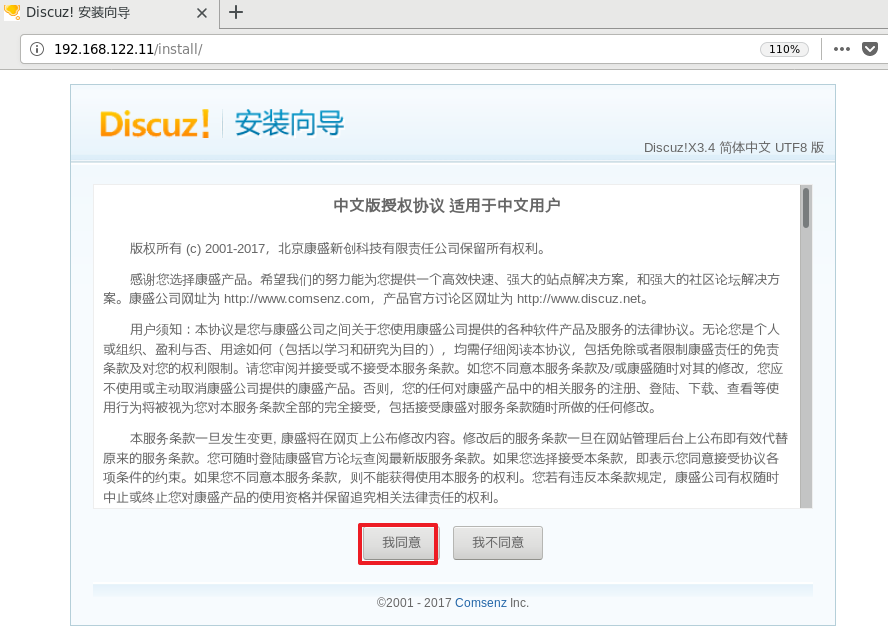 Discuz! 安装向导
192.168.122.11/install/
110%
Discuz! 安装向导
Discuz!X3.4 简体中文 UTF8 版
中文版授权协议 适用于中文用户
版权所有 (c) 2001-2017，北京康盛新创科技有限责任公司保留所有权利。
感谢您选择康盛产品。希望我们的努力能为您提供一个高效快速、强大的站点解决方案，和强大的社区论坛解决方
案。康盛公司网址为 http://www.comsenz.com，产品官方讨论区网址为 http://www.discuz.net。
用户须知：本协议是您与康盛公司之间关于您使用康盛公司提供的各种软件产品及服务的法律协议。无论您是个人
或组织、盈利与否、用途如何（包括以学习和研究为目的），均需仔细阅读本协议，包括免除或者限制康盛责任的免责
条款及对您的权利限制。请您审阅并接受或不接受本服务条款。如您不同意本服务条款及/或康盛随时对其的修改，您应
不使用或主动取消康盛公司提供的康盛产品。否则，您的任何对康盛产品中的相关服务的注册、登陆、下载、查看等使
用行为将被视为您对本服务条款全部的完全接受，包括接受康盛对服务条款随时所做的任何修改。
本服务条款一旦发生变更, 康盛将在网页上公布修改内容。修改后的服务条款一旦在网站管理后台上公布即有效代替
原来的服务条款。您可随时登陆康盛官方论坛查阅最新版服务条款。如果您选择接受本条款，即表示您同意接受协议各
项条件的约束。如果您不同意本服务条款，则不能获得使用本服务的权利。您若有违反本条款规定，康盛公司有权随时
中止或终止您对康盛产品的使用资格并保留追究相关法律责任的权利。
我同意 我不同意
©2001 - 2017 Comsenz Inc.